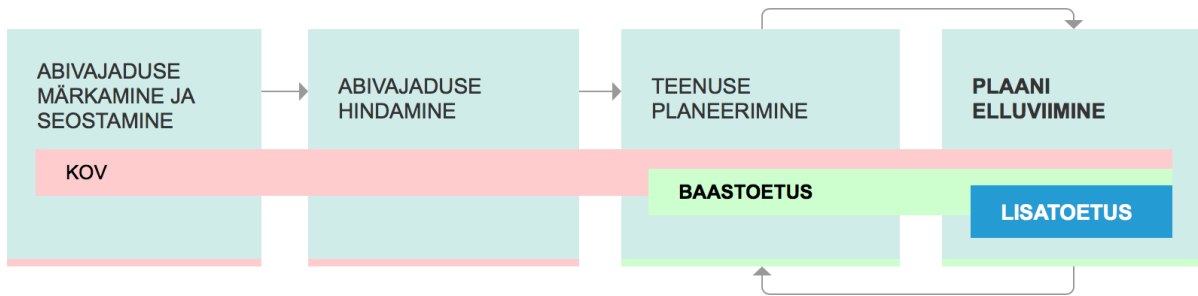 ABIVAJADUSE
MÄRKAMINE JA
SEOSTAMINE
ABIVAJADUSE
HINDAMINE
TEENUSE
PLANEERIMINE
PLAANI
ELLUVIIMINE
KOV
BAASTOETUS
LISATOETUS